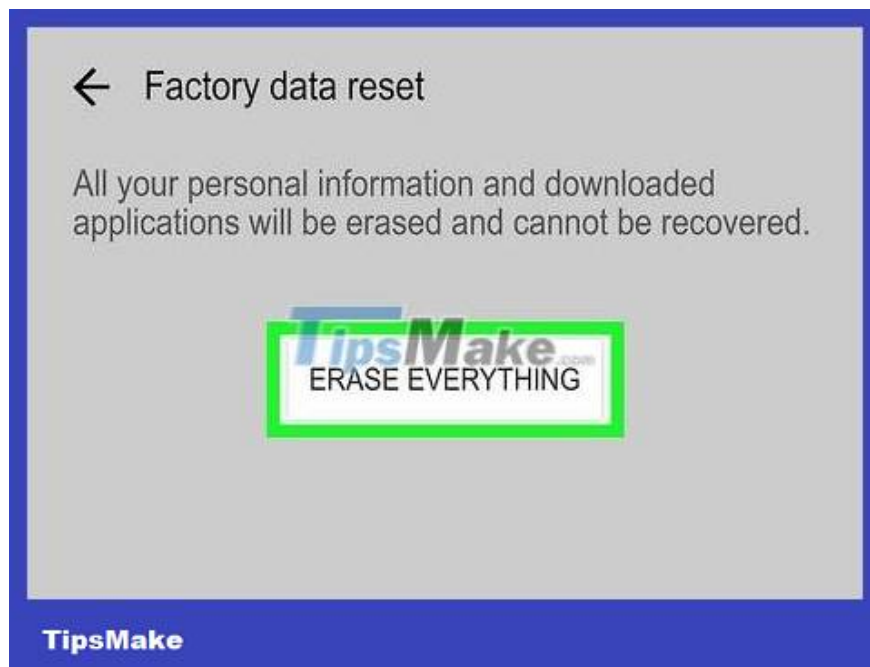 Factory data reset
All your personal information and downloaded
applications will be erased and cannot be recovered.
TipsMake.com
ERASE EVERYTHING
TipsMake